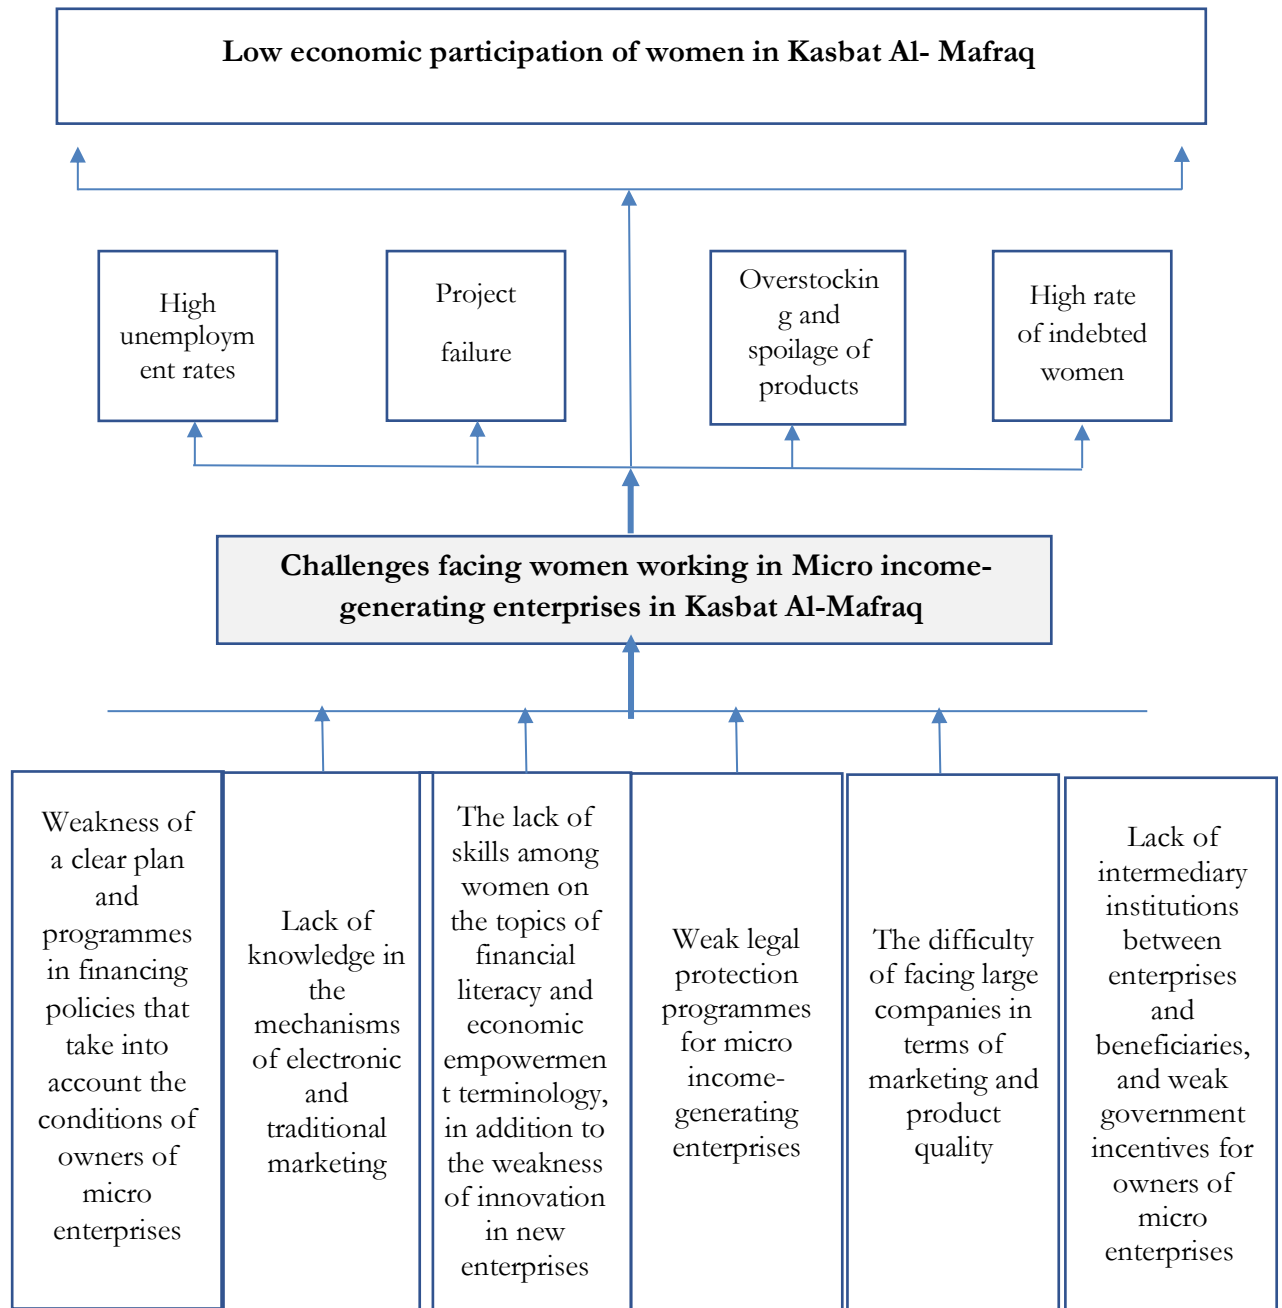 Low economic participation of women in Kasbat Al- Mafraq
High
unemploym
ent rates
Project
failure
Overstockin
g and
spoilage of
products
High rate
of indebted
women
Challenges facing women working in Micro income-
generating enterprises in Kasbat Al-Mafraq
Weakness of
a clear plan
and
programmes
in financing
policies that
take into
account the
conditions of
owners of
micro
enterprises
Lack of
knowledge in
the
mechanisms
of electronic
and
traditional
marketing
The lack of
skills among
women on
the topics of
financial
literacy and
economic
empowermen
t terminology,
in addition to
the weakness
of innovation
in new
enterprises
Weak legal
protection
programmes
for micro
income-
generating
enterprises
The difficulty
of facing large
companies in
terms of
marketing and
product
quality
Lack of
intermediary
institutions
between
enterprises
and
beneficiaries,
and weak
government
incentives for
owners of
micro
enterprises